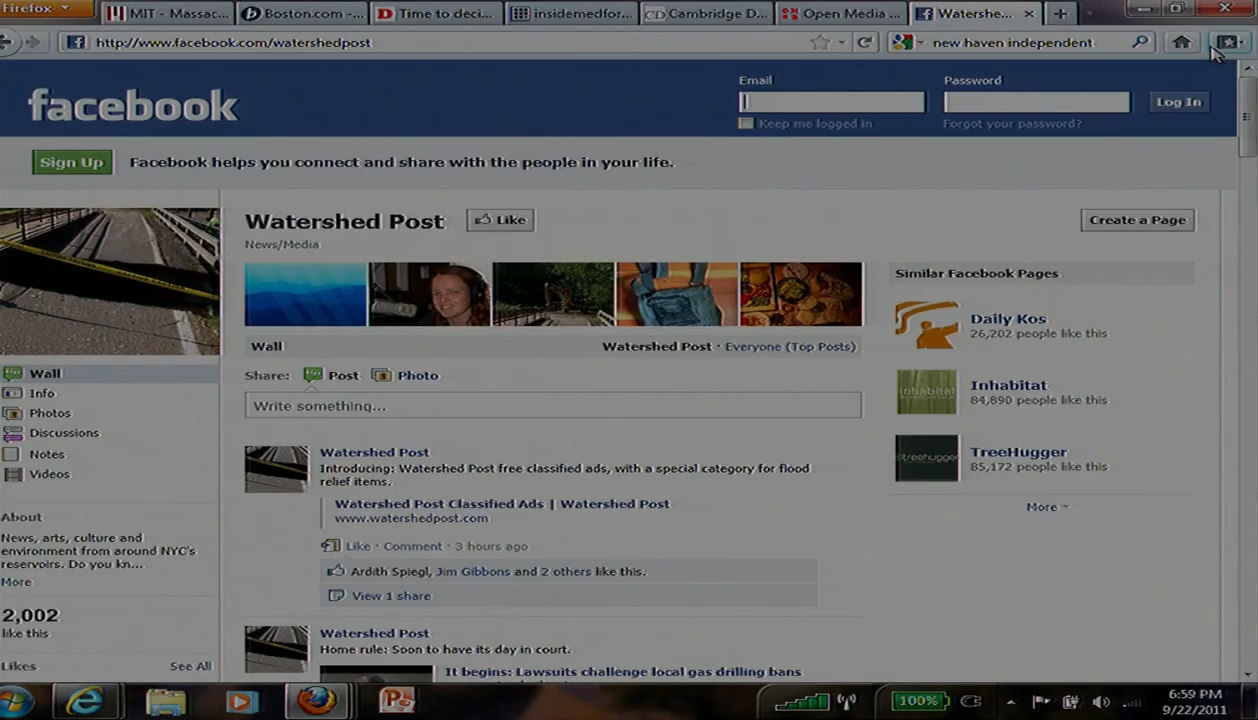 Firefox
MIT - Massac...
Boston.com -...
Time to deci...
insidemedfor...
Cambridge D...
Open Media ...
Watershe...
http://www.facebook.com/watershedpost
new haven independent
facebook
Email
Password
Log In
Keep me logged in
Forgot your password?
Sign Up
Facebook helps you connect and share with the people in your life.
Watershed Post
Like
Create a Page
News/Media
Similar Facebook Pages
Daily Kos
26,202 people like this
inhabitat
Inhabitat
84,890 people like this
treehugger
TreeHugger
85,172 people like this
More
Wall
Watershed Post · Everyone (Top Posts)
Share: Post Photo
Write something...
Wall
Info
Photos
Discussions
Notes
Videos
About
News, arts, culture and
environment from around NYC's
reservoirs. Do you kn...
More
2,002
like this
Likes See All
Watershed Post
Introducing: Watershed Post free classified ads, with a special category for flood
relief items.
Watershed Post Classified Ads | Watershed Post
www.watershedpost.com
Like · Comment · 3 hours ago
Ardith Spiegl, Jim Gibbons and 2 others like this.
View 1 share
Watershed Post
Home rule: Soon to have its day in court.
It begins: Lawsuits challenge local gas drilling bans
100%
6:59 PM
9/22/2011